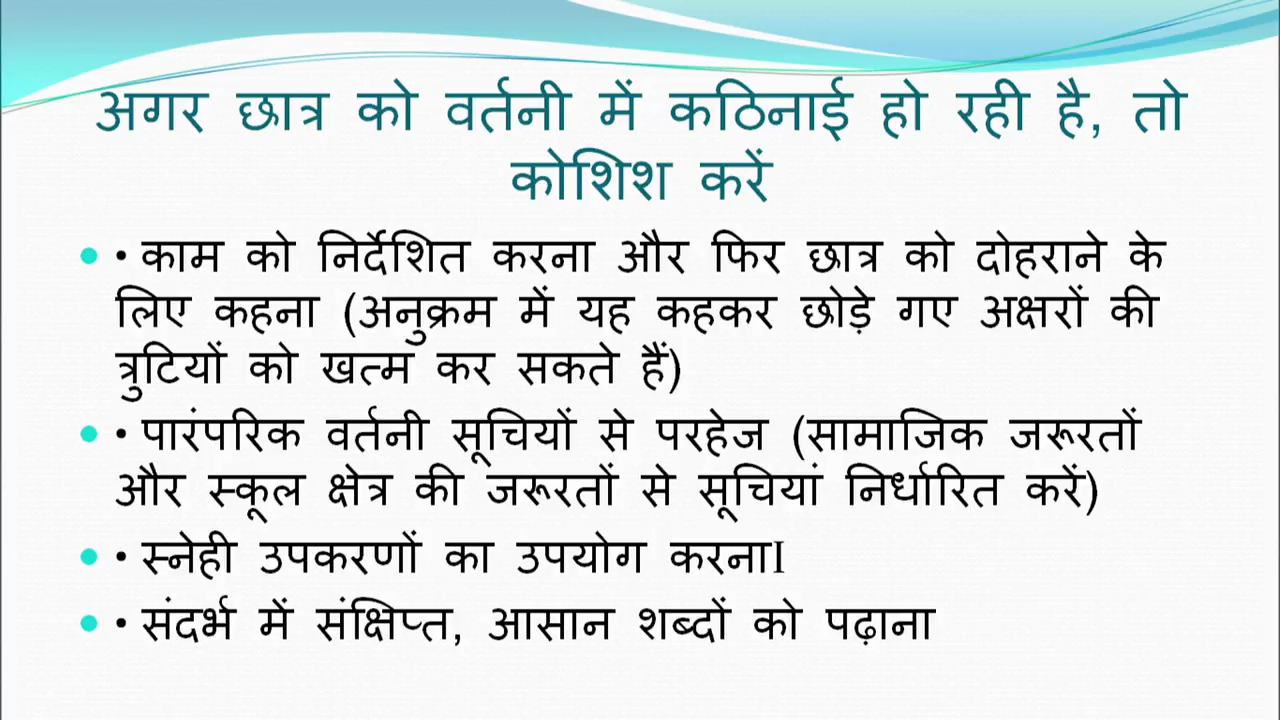 अगर छात्र को वर्तनी में कठिनाई हो रही है, तो
कोशिश करें
• काम को निर्देशित करना और फिर छात्र को दोहराने के
लिए कहना (अनुक्रम में यह कहकर छोड़े गए अक्षरों की
त्रुटियों को खत्म कर सकते हैं)
• पारंपरिक वर्तनी सूचियों से परहेज (सामाजिक जरूरतों
और स्कूल क्षेत्र की जरूरतों से सूचियां निर्धारित करें)
• स्नेही उपकरणों का उपयोग करनाI
• संदर्भ में संक्षिप्त, आसान शब्दों को पढ़ाना